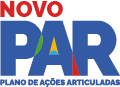 NOVO
PAR
PLANO DE AÇÕES ARTICULADAS